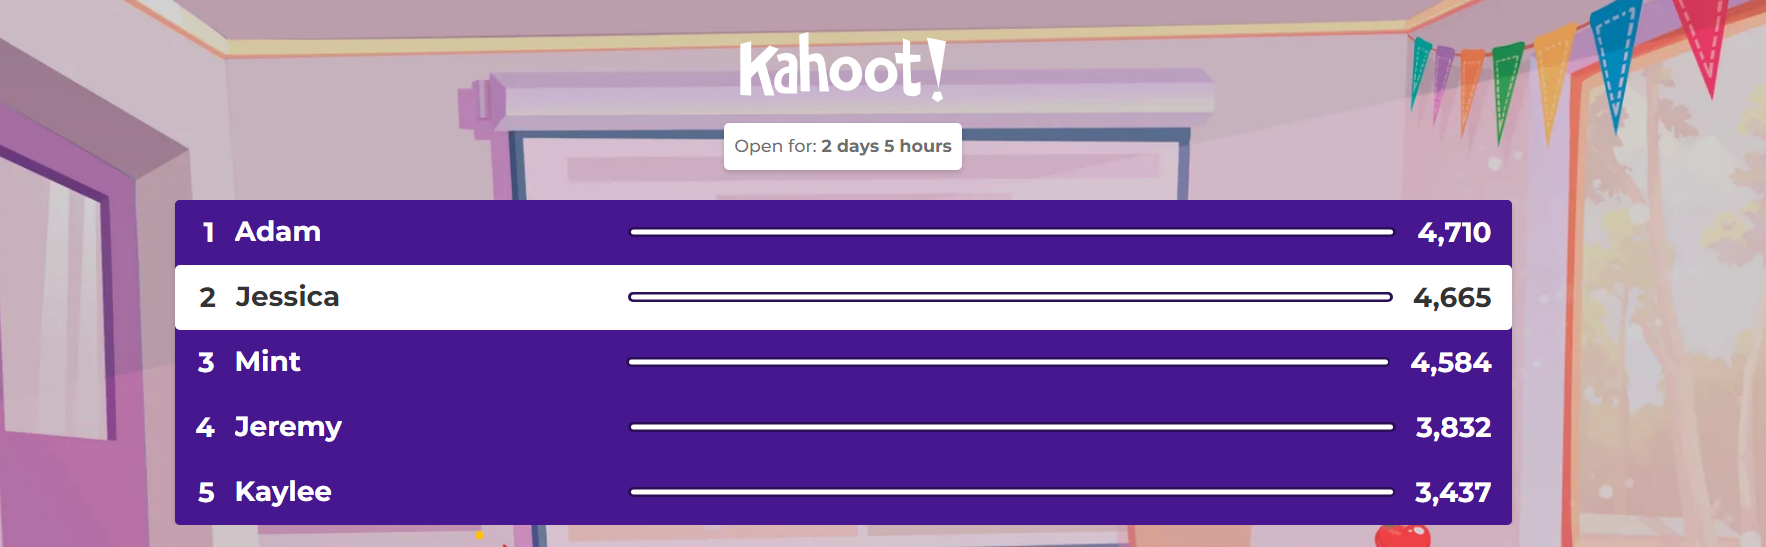 Kahoot!
Open for: 2 days 5 hours
1 Adam 4,710
2 Jessica 4,665
3 Mint 4,584
4 Jeremy 3,832
5 Kaylee 3,437